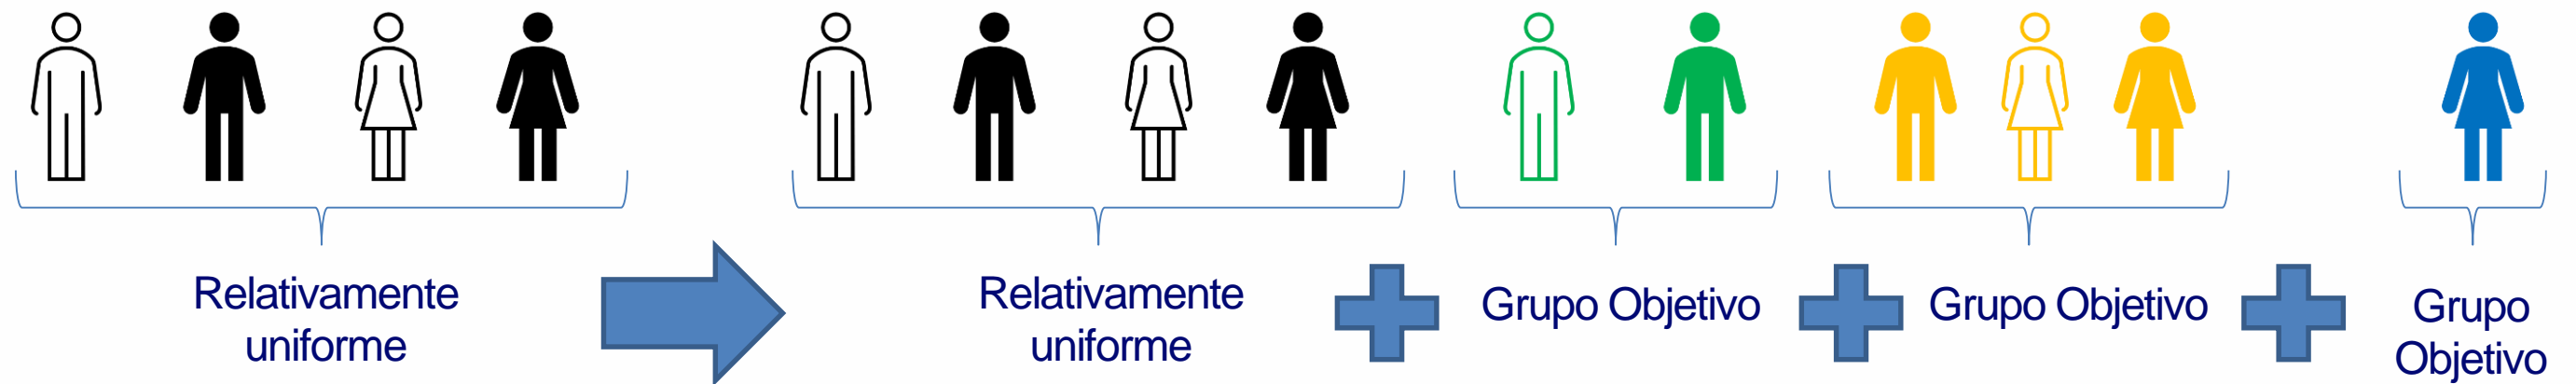 Relativamente
uniforme
Relativamente
uniforme
Grupo Objetivo
Grupo Objetivo
Grupo
Objetivo